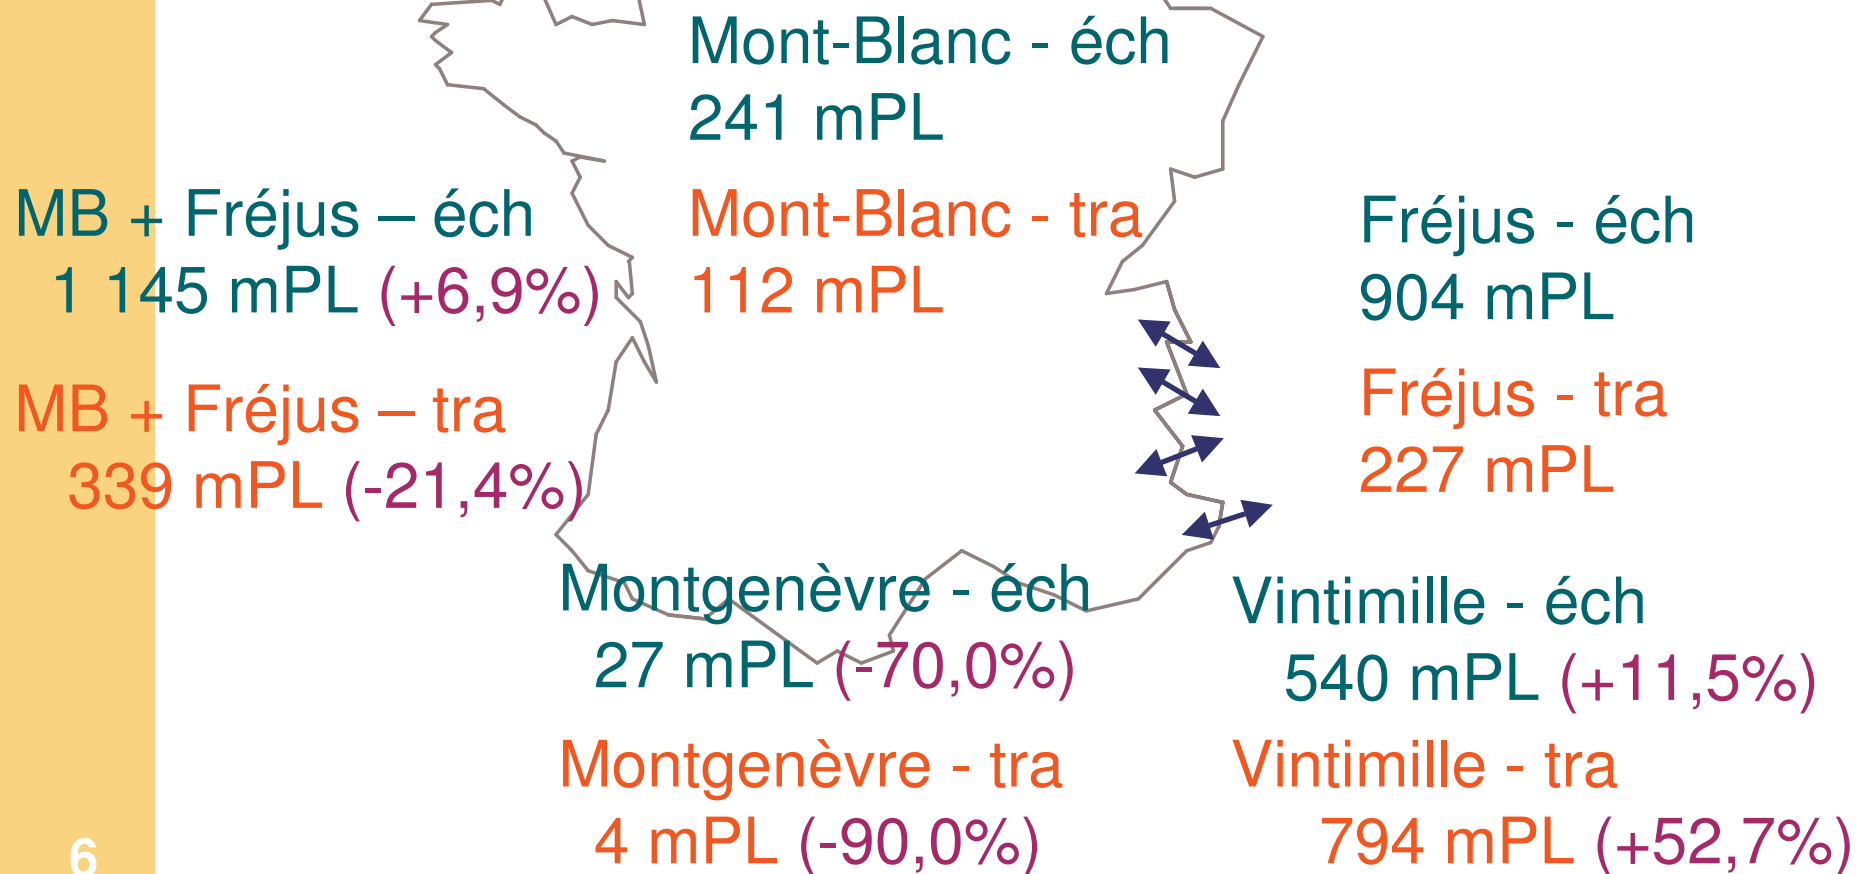 Mont-Blanc - éch
241 mPL
MB + Fréjus – éch
1 145 mPL (+6,9%)
Mont-Blanc - tra
112 mPL
Fréjus - éch
904 mPL
MB + Fréjus – tra
339 mPL (-21,4%)
Fréjus - tra
227 mPL
Montgenèvre - éch
27 mPL (-70,0%)
Vintimille - éch
540 mPL (+11,5%)
Montgenèvre - tra
4 mPL (-90,0%)
Vintimille - tra
794 mPL (+52,7%)
6